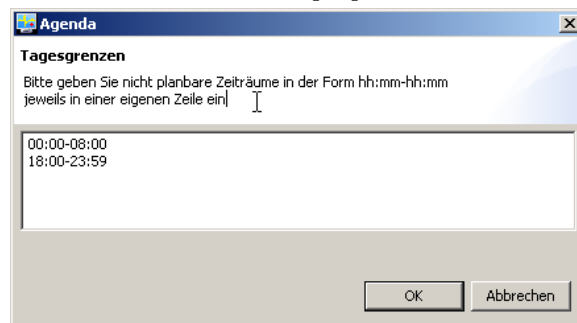 Agenda
Tagesgrenzen
Bitte geben Sie nicht planbare Zeiträume in der Form hh:mm-hh:mm
jeweils in einer eigenen Zeile ein
00:00-08:00
18:00-23:59
OK Abbrechen